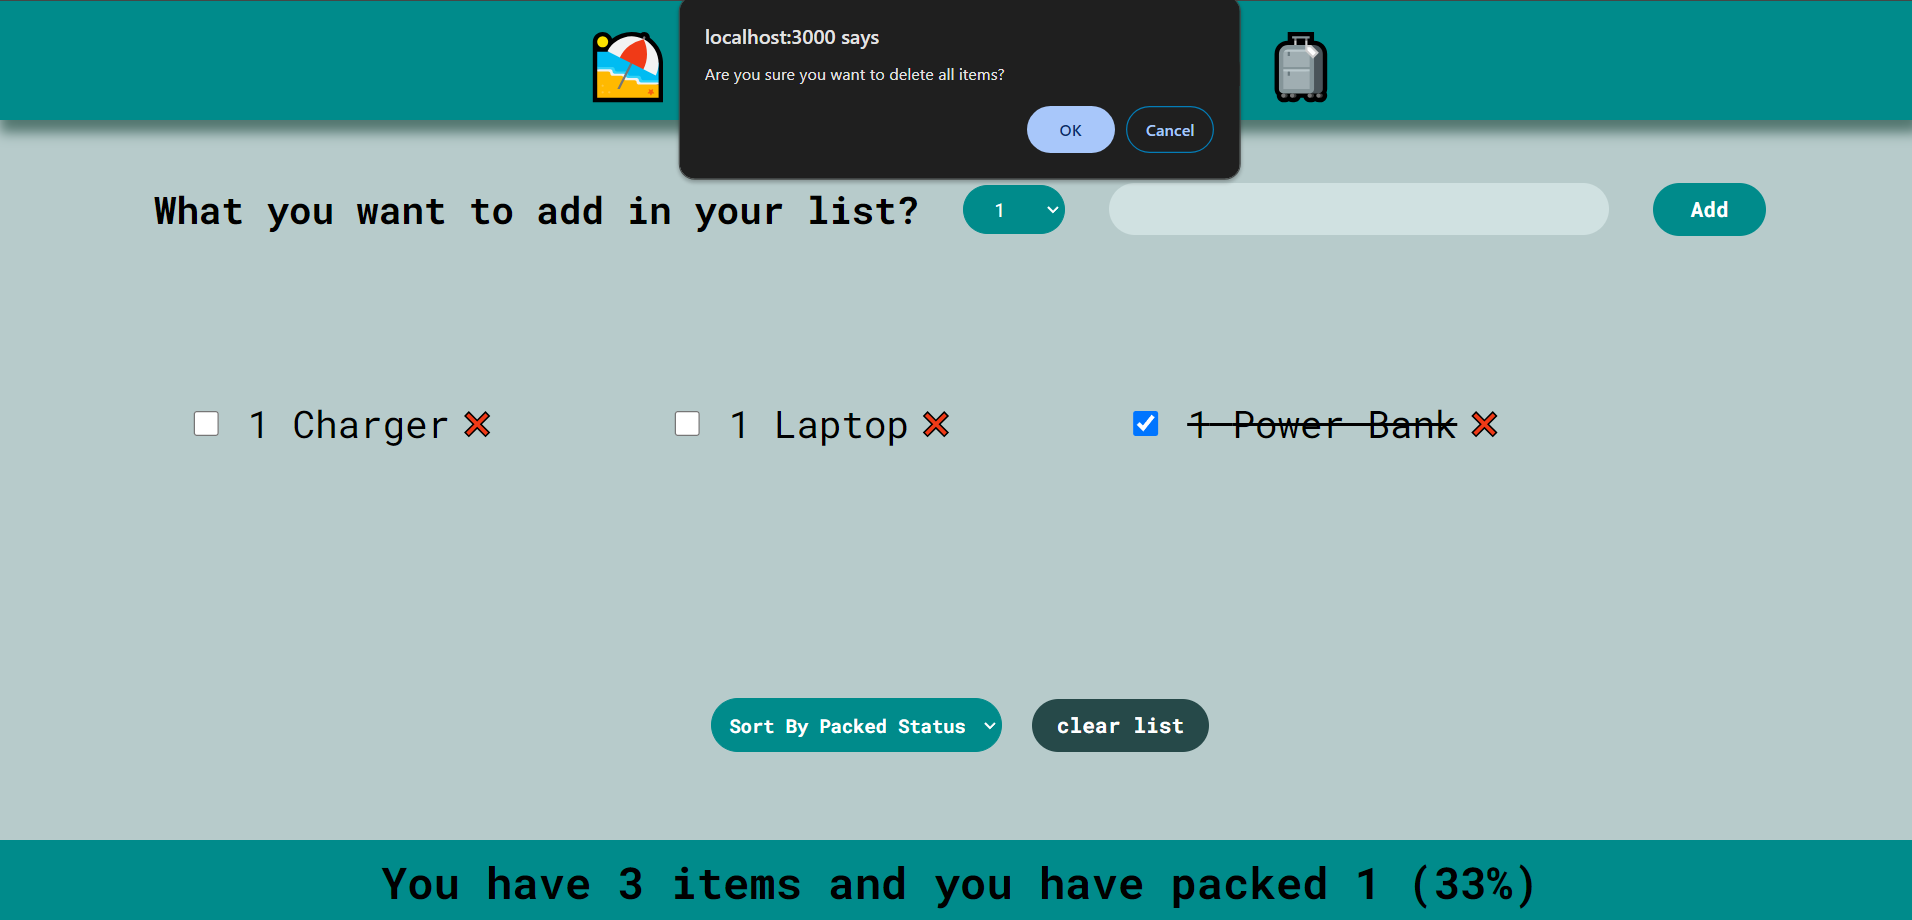 localhost:3000 says
Are you sure you want to delete all items?
OK Cancel
What you want to add in your list? 1 Add
1 Charger 1 Laptop 1 Power Bank
Sort By Packed Status clear list
You have 3 items and you have packed 1 (33%)